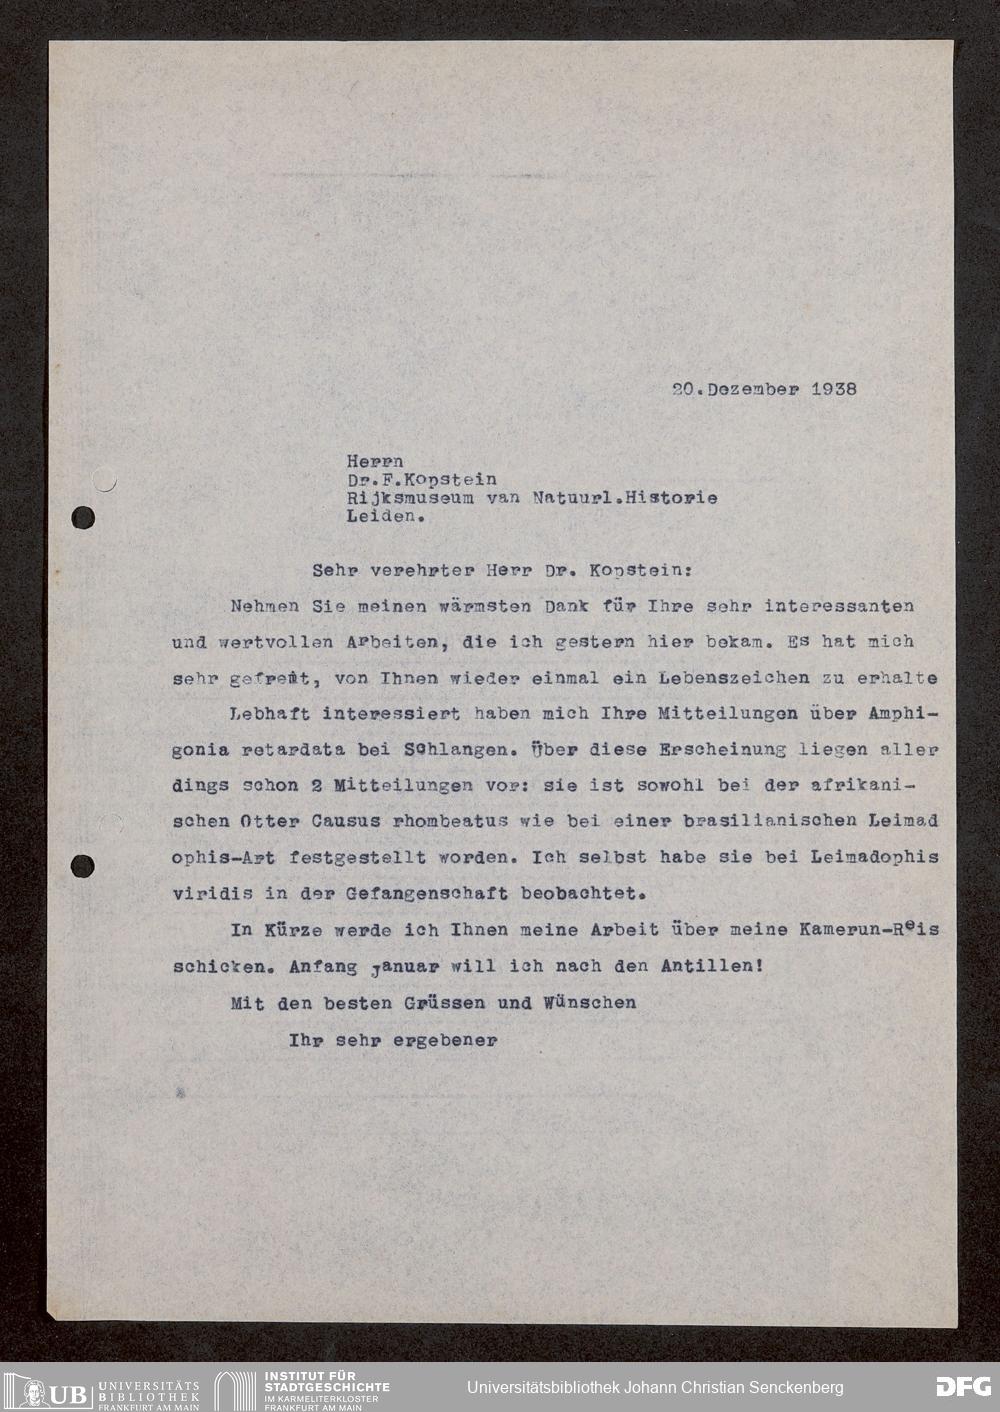 20.Dezember 1938
Herrn
Dr.F.Kopstein
Rijksmuseum van Natuurl.Historie
Leiden.
Sehr verehrter Herr Dr. Kopstein:
Nehmen Sie meinen wärmsten Dank für Ihre sehr interessanten
und wertvollen Arbeiten, die ich gestern hier bekam. Es hat mich
sehr gefreut, von Ihnen wieder einmal ein Lebenszeichen zu erhalte
Lebhaft interessiert haben mich Ihre Mitteilungen über Amphi-
gonia retardata bei Schlangen. Über diese Erscheinung liegen aller
dings schon 2 Mitteilungen vor: sie ist sowohl bei der afrikani-
schen Otter Causus rhombeatus wie bei einer brasilianischen Leimad
ophis-Art festgestellt worden. Ich selbst habe sie bei Leimadophis
viridis in der Gefangenschaft beobachtet.
In Kürze werde ich Ihnen meine Arbeit über meine Kamerun-Reis
schicken. Anfang januar will ich nach den Antillen!
Mit den besten Grüssen und Wünschen
Ihr sehr ergebener
UB UNIVERSITÄTS
BIBLIOTHEK
FRANKFURT AM MAIN
INSTITUT FÜR
STADTGESCHICHTE
IM KARMELITERKLOSTER
FRANKFURT AM MAIN
Universitätsbibliothek Johann Christian Senckenberg
DFG